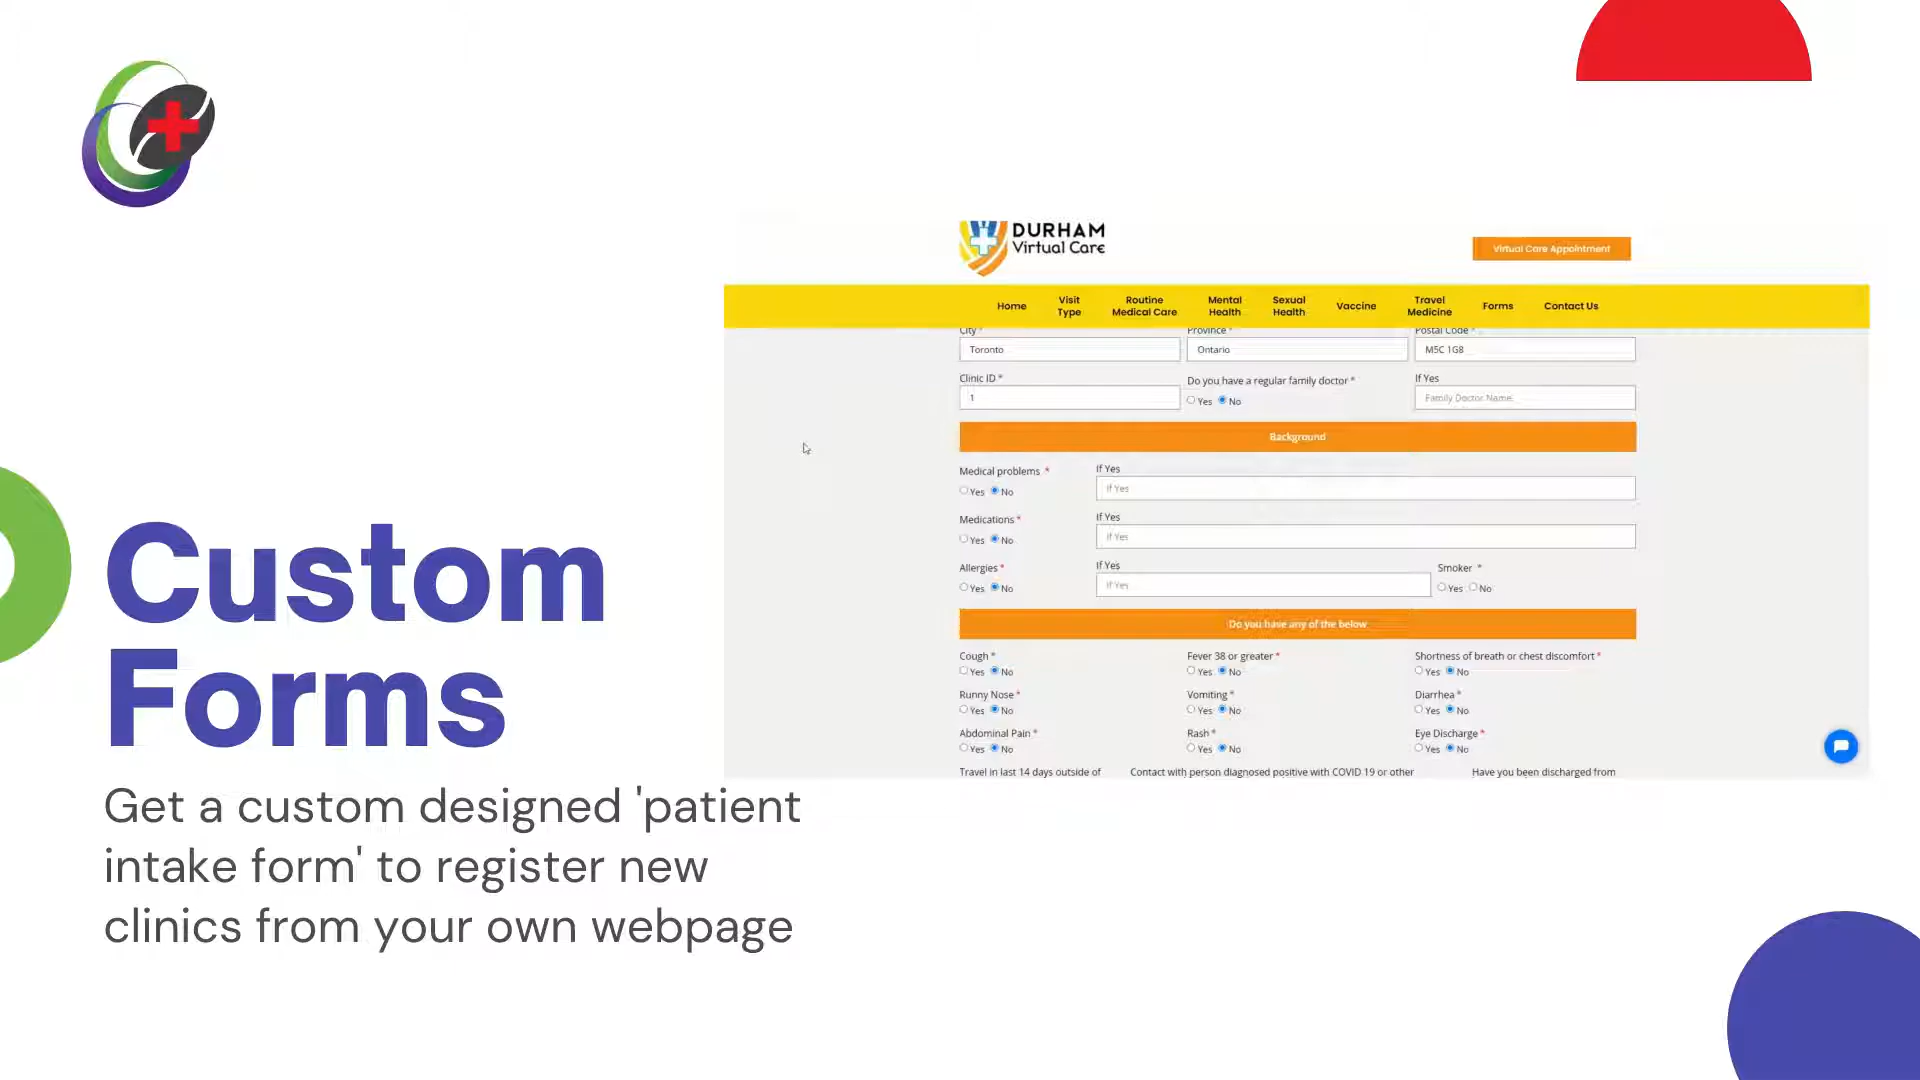 DURHAM
Virtual Care
Virtual Care Appointment
Home Visit Type Routine Medical Care Mental Health Sexual Health Vaccine Travel Medicine Forms Contact Us
City * Province * Postal Code *
Toronto Ontario M5C 1G8
Clinic ID * Do you have a regular family doctor * If Yes
1 Yes No Family Doctor Name
Background
Medical problems * If Yes
Yes No If Yes
Medications * If Yes
Yes No If Yes
Allergies * If Yes Smoker *
Yes No If Yes Yes No
Do you have any of the below
Cough * Fever 38 or greater * Shortness of breath or chest discomfort *
Yes No Yes No Yes No
Runny Nose * Vomiting * Diarrhea *
Yes No Yes No Yes No
Abdominal Pain * Rash * Eye Discharge *
Yes No Yes No Yes No
Travel in last 14 days outside of Contact with person diagnosed positive with COVID 19 or other Have you been discharged from
Custom
Forms
Get a custom designed 'patient
intake form' to register new
clinics from your own webpage